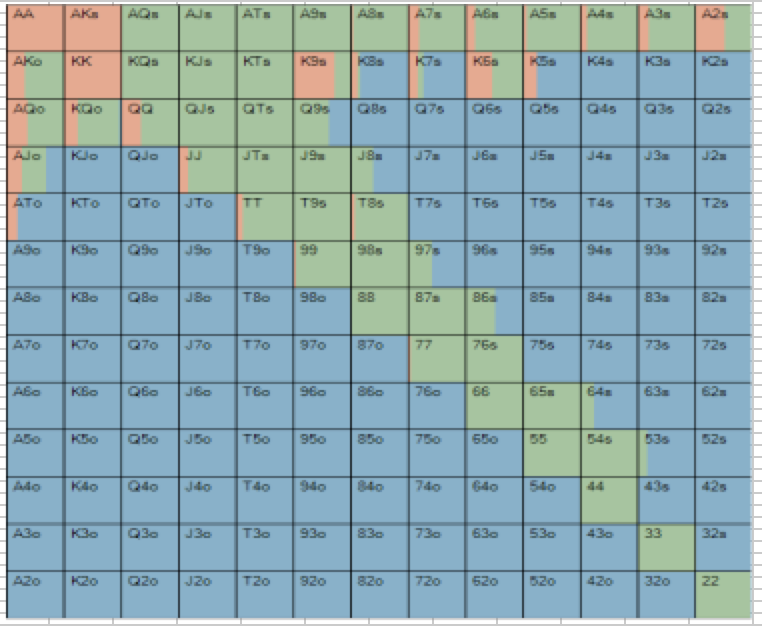 AA AKs AQs AJs ATs A9s A8s A7s A6s A5s A4s A3s A2s
AKo KK KQs KJs KTs K9s K8s K7s K6s K5s K4s K3s K2s
AQo KQo QQ QJs QTs Q9s Q8s Q7s Q6s Q5s Q4s Q3s Q2s
AJo KJo QJo JJ JTs J9s J8s J7s J6s J5s J4s J3s J2s
ATo KTo QTo JTo TT T9s T8s T7s T6s T5s T4s T3s T2s
A9o K9o Q9o J9o T9o 99 98s 97s 96s 95s 94s 93s 92s
A8o K8o Q8o J8o T8o 98o 88 87s 86s 85s 84s 83s 82s
A7o K7o Q7o J7o T7o 97o 87o 77 76s 75s 74s 73s 72s
A6o K6o Q6o J6o T6o 96o 86o 76o 66 65s 64s 63s 62s
A5o K5o Q5o J5o T5o 95o 85o 75o 65o 55 54s 53s 52s
A4o K4o Q4o J4o T4o 94o 84o 74o 64o 54o 44 43s 42s
A3o K3o Q3o J3o T3o 93o 83o 73o 63o 53o 43o 33 32s
A2o K2o Q2o J2o T2o 92o 82o 72o 62o 52o 42o 32o 22